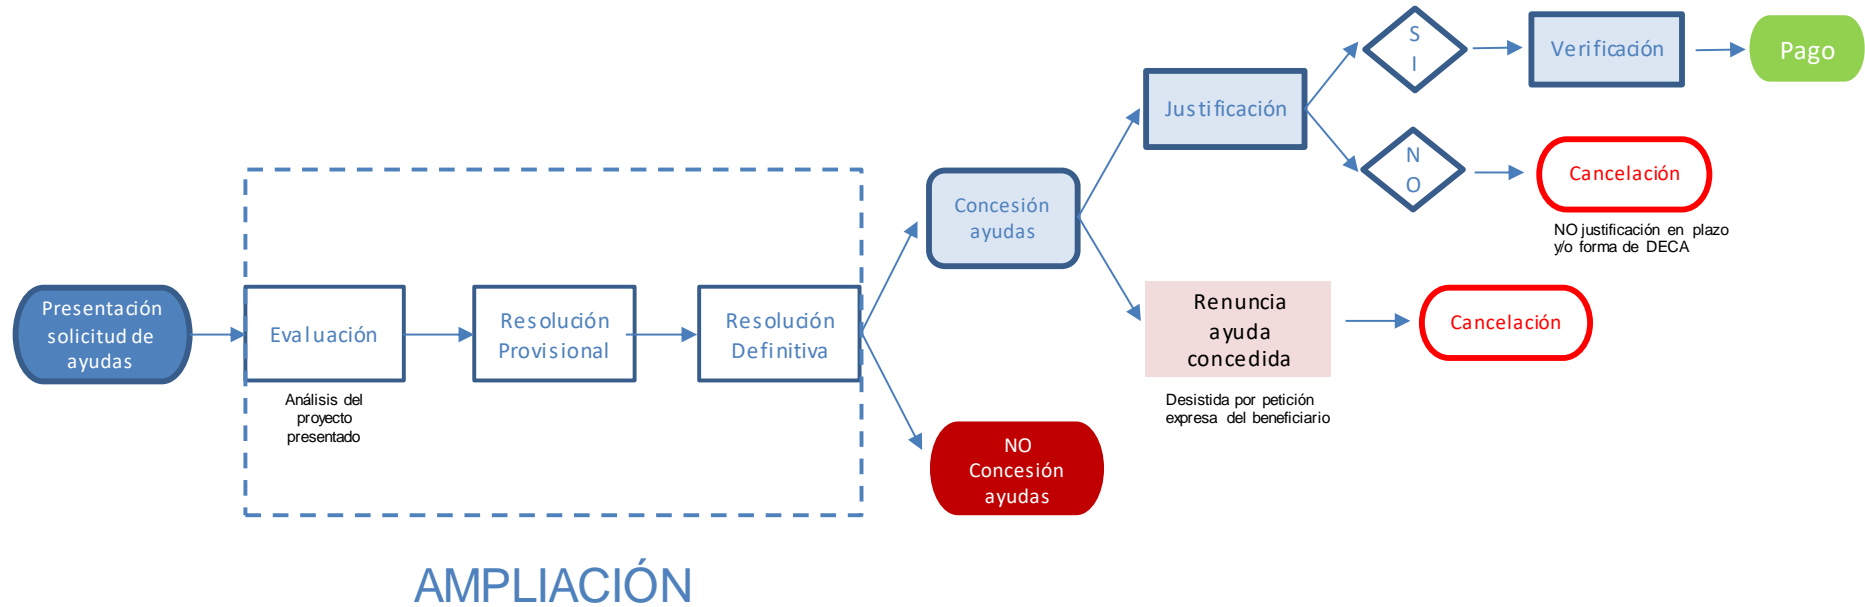 Presentación
solicitud de
ayudas
Evaluación
Análisis del
proyecto
presentado
Resolución
Provisional
Resolución
Definitiva
AMPLIACIÓN
Concesión
ayudas
NO
Concesión
ayudas
Justificación
S
I
Verificación
Pago
N
O
Cancelación
NO justificación en plazo
y/o forma de DECA
Renuncia
ayuda
concedida
Desistida por petición
expresa del beneficiario
Cancelación